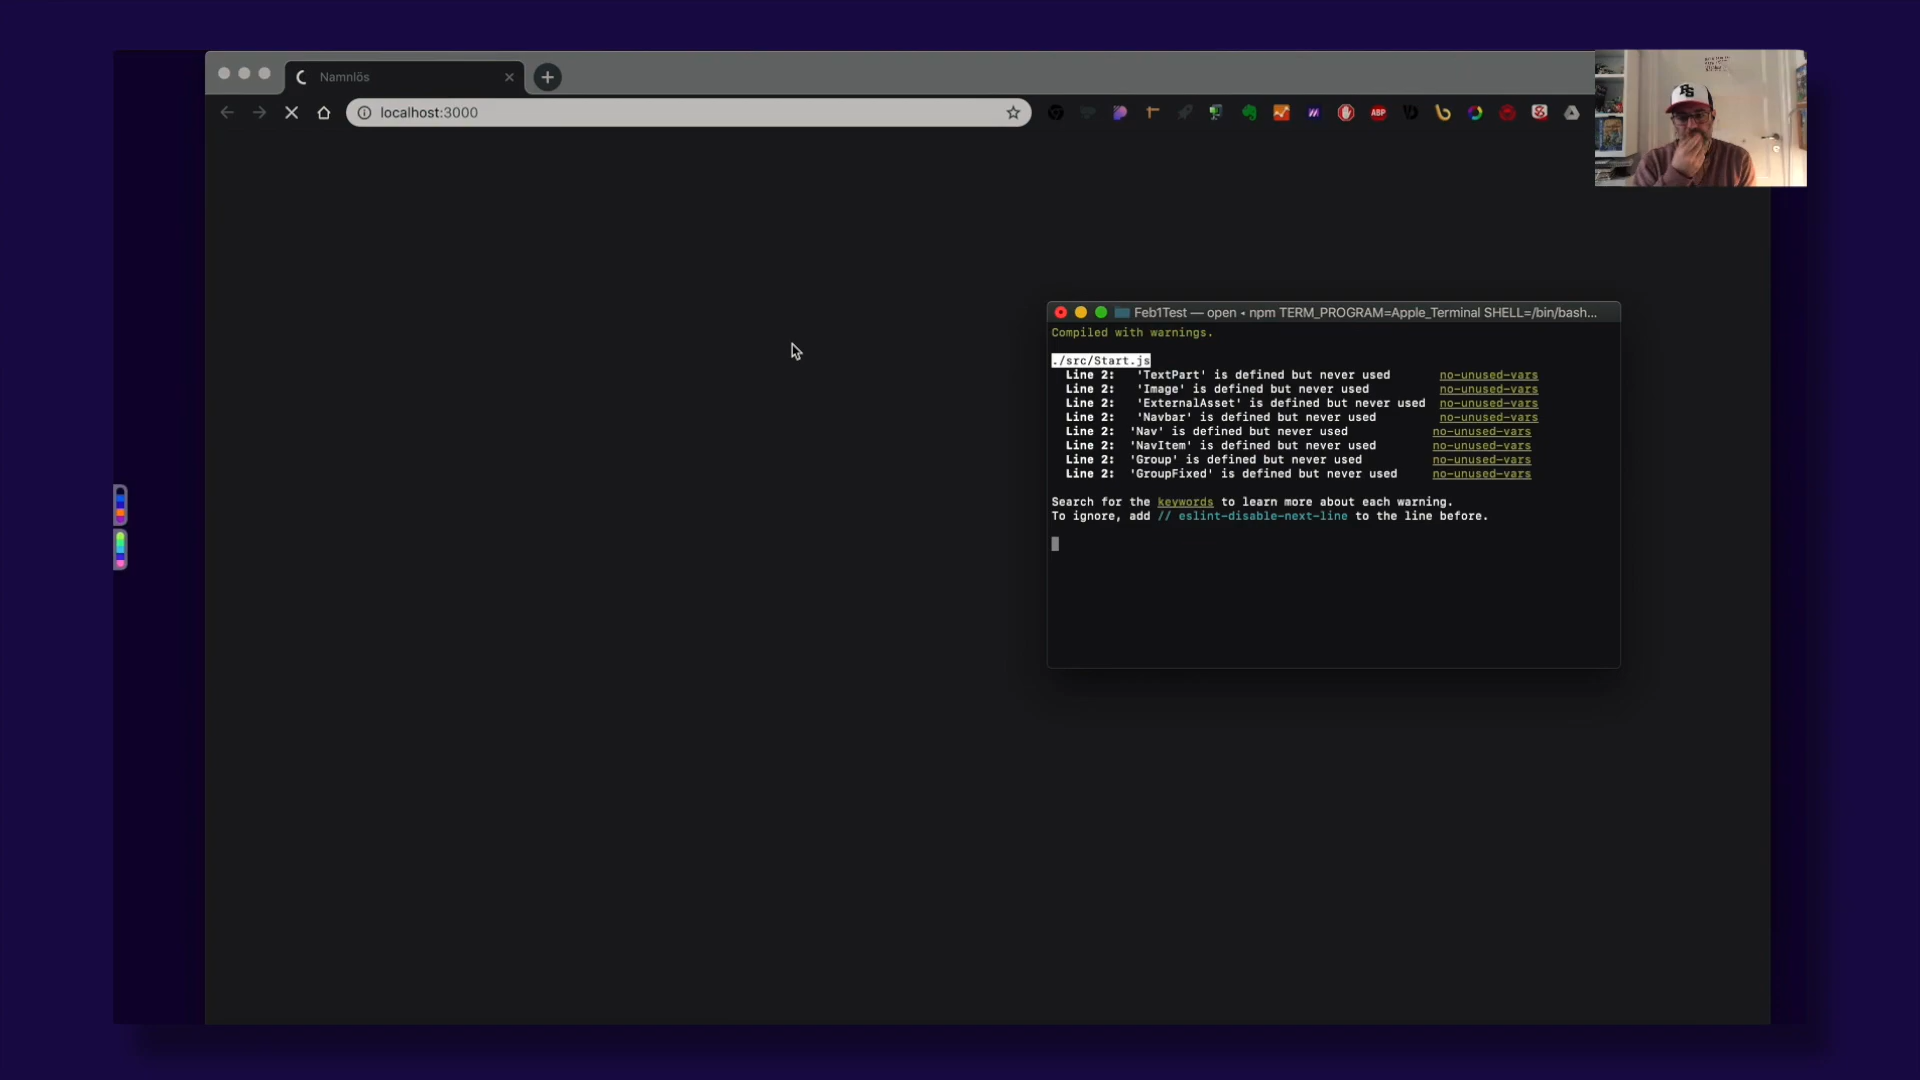 Namnlös
localhost:3000
ABP
Feb1Test — open ◂ npm TERM_PROGRAM=Apple_Terminal SHELL=/bin/bash...
Compiled with warnings.
./src/Start.js
Line 2: 'TextPart' is defined but never used no-unused-vars
Line 2: 'Image' is defined but never used no-unused-vars
Line 2: 'ExternalAsset' is defined but never used no-unused-vars
Line 2: 'Navbar' is defined but never used no-unused-vars
Line 2: 'Nav' is defined but never used no-unused-vars
Line 2: 'NavItem' is defined but never used no-unused-vars
Line 2: 'Group' is defined but never used no-unused-vars
Line 2: 'GroupFixed' is defined but never used no-unused-vars
Search for the keywords to learn more about each warning.
To ignore, add // eslint-disable-next-line to the line before.